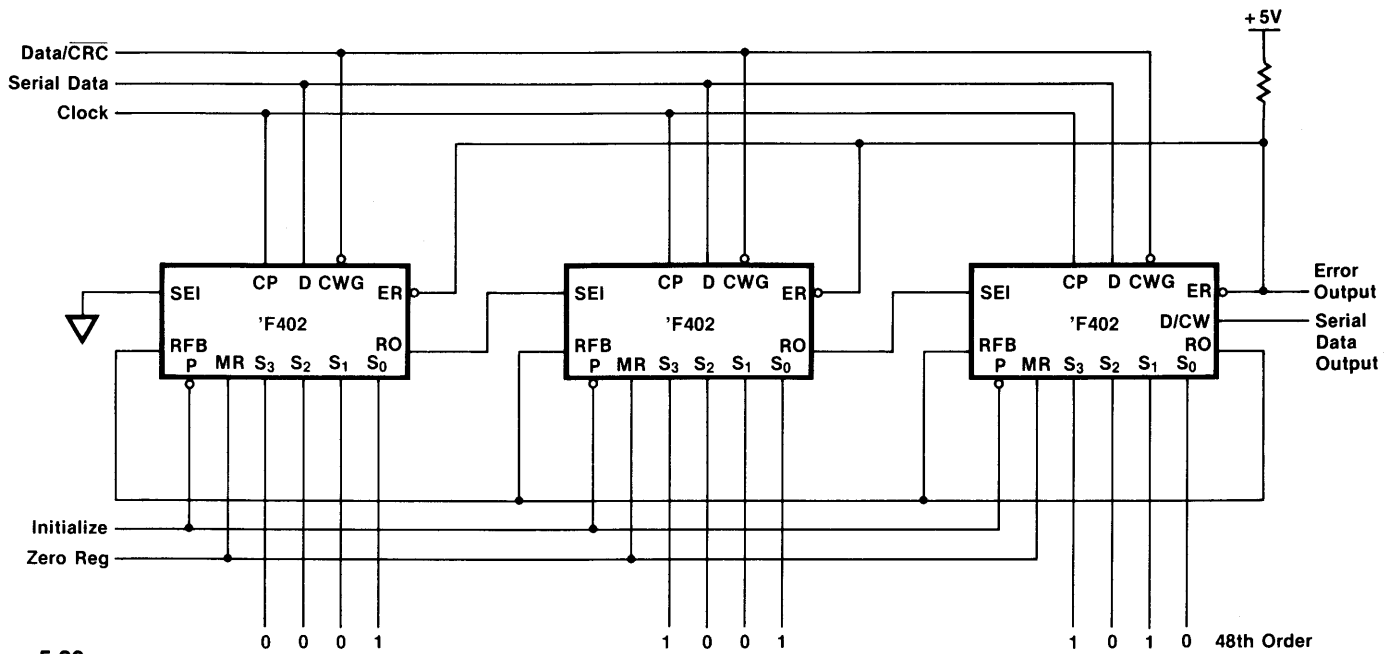 +5V
Data/CRC
Serial Data
Clock
CP D CWG
SEI ER
'F402
RFB RO
P MR S3 S2 S1 S0
CP D CWG
SEI ER
'F402
RFB RO
P MR S3 S2 S1 S0
CP D CWG
SEI ER
'F402 D/CW
RFB RO
P MR S3 S2 S1 S0
Error
Output
Serial
Data
Output
Initialize
Zero Reg
0 0 0 1 1 0 0 1 1 0 1 0 48th Order